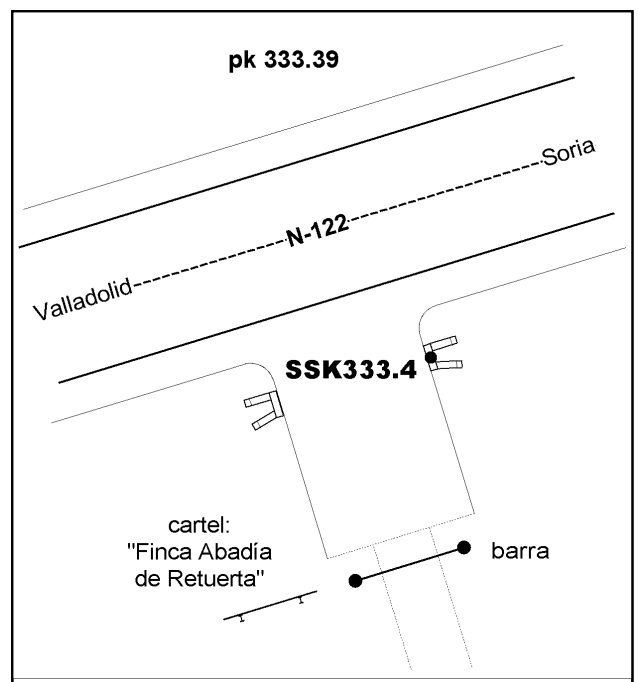 pk 333.39
Soria
N-122
Valladolid
SSK333.4
cartel:
"Finca Abadía
de Retuerta"
barra